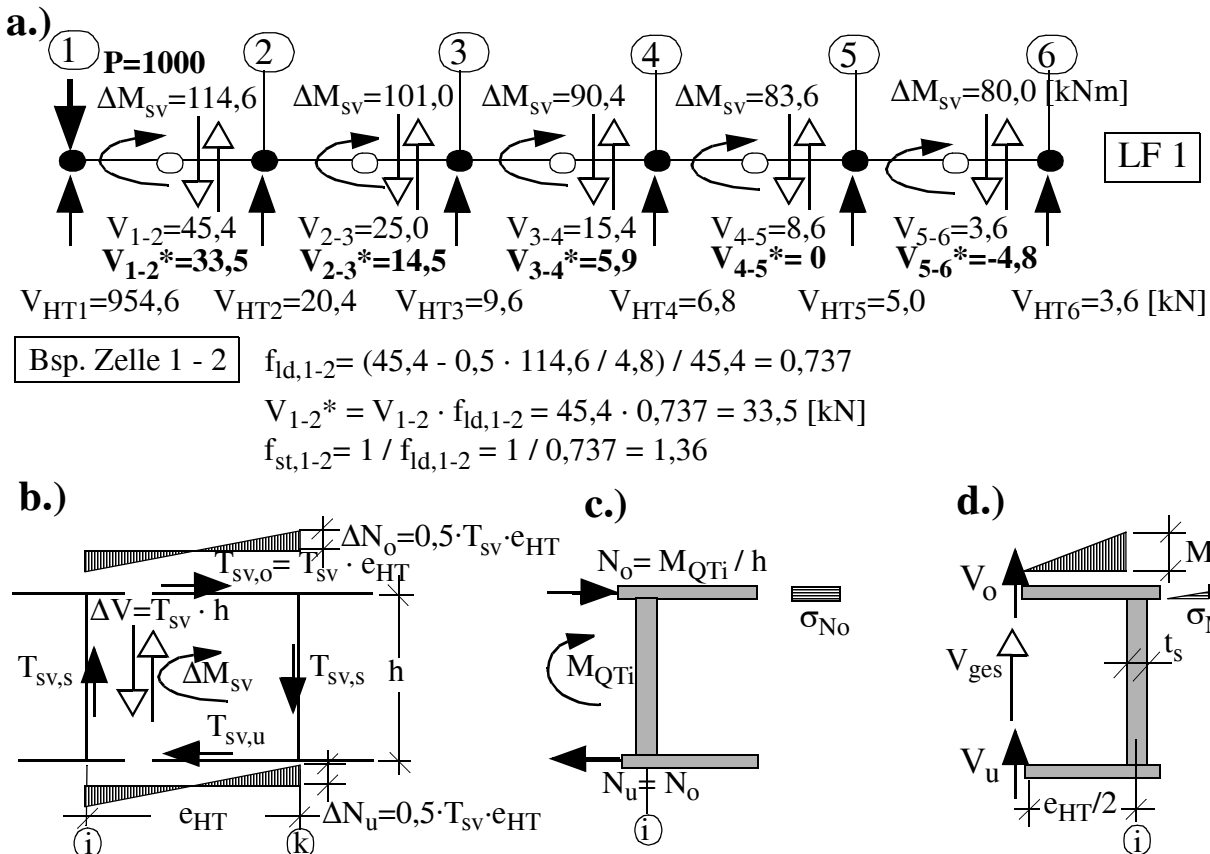 a.)
1 2 3 4 5 6
P=1000
ΔM_sv=114,6 ΔM_sv=101,0 ΔM_sv=90,4 ΔM_sv=83,6 ΔM_sv=80,0 [kNm]
LF 1
V_1-2=45,4 V_2-3=25,0 V_3-4=15,4 V_4-5=8,6 V_5-6=3,6
V_1-2*=33,5 V_2-3*=14,5 V_3-4*=5,9 V_4-5*= 0 V_5-6*=-4,8
V_HT1=954,6 V_HT2=20,4 V_HT3=9,6 V_HT4=6,8 V_HT5=5,0 V_HT6=3,6 [kN]
Bsp. Zelle 1 - 2 f_ld,1-2= (45,4 - 0,5 · 114,6 / 4,8) / 45,4 = 0,737
V_1-2* = V_1-2 · f_ld,1-2 = 45,4 · 0,737 = 33,5 [kN]
f_st,1-2= 1 / f_ld,1-2 = 1 / 0,737 = 1,36
b.)
ΔN_o=0,5·T_sv·e_HT
T_sv,o= T_sv · e_HT
ΔV=T_sv · h
T_sv,s ΔM_sv T_sv,s h
T_sv,u
e_HT
ΔN_u=0,5·T_sv·e_HT
i k
c.)
N_o= M_QTi / h
σ_No
M_QTi
N_u= N_o
i
d.)
M
V_o
σ
t_s
V_ges
V_u
e_HT/2
i